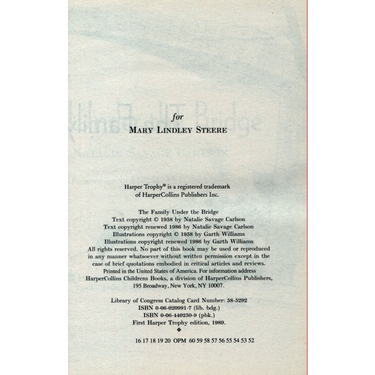 for
MARY LINDLEY STEERE
Harper Trophy® is a registered trademark
of HarperCollins Publishers Inc.
The Family Under the Bridge
Text copyright © 1958 by Natalie Savage Carlson
Text copyright renewed 1986 by Natalie Savage Carlson
Illustrations copyright © 1958 by Garth Williams
Illustrations copyright renewed 1986 by Garth Williams
All rights reserved. No part of this book may be used or reproduced
in any manner whatsoever without written permission except in the
case of brief quotations embodied in critical articles and reviews.
Printed in the United States of America. For information address
HarperCollins Childrens Books, a division of HarperCollins Publishers,
195 Broadway, New York, NY 10007.
Library of Congress Catalog Card Number: 58-5292
ISBN 0-06-020991-7 (lib. bdg.)
ISBN 0-06-440250-9 (pbk.)
First Harper Trophy edition, 1989.
16 17 18 19 20 OPM 60 59 58 57 56 55 54 53 52